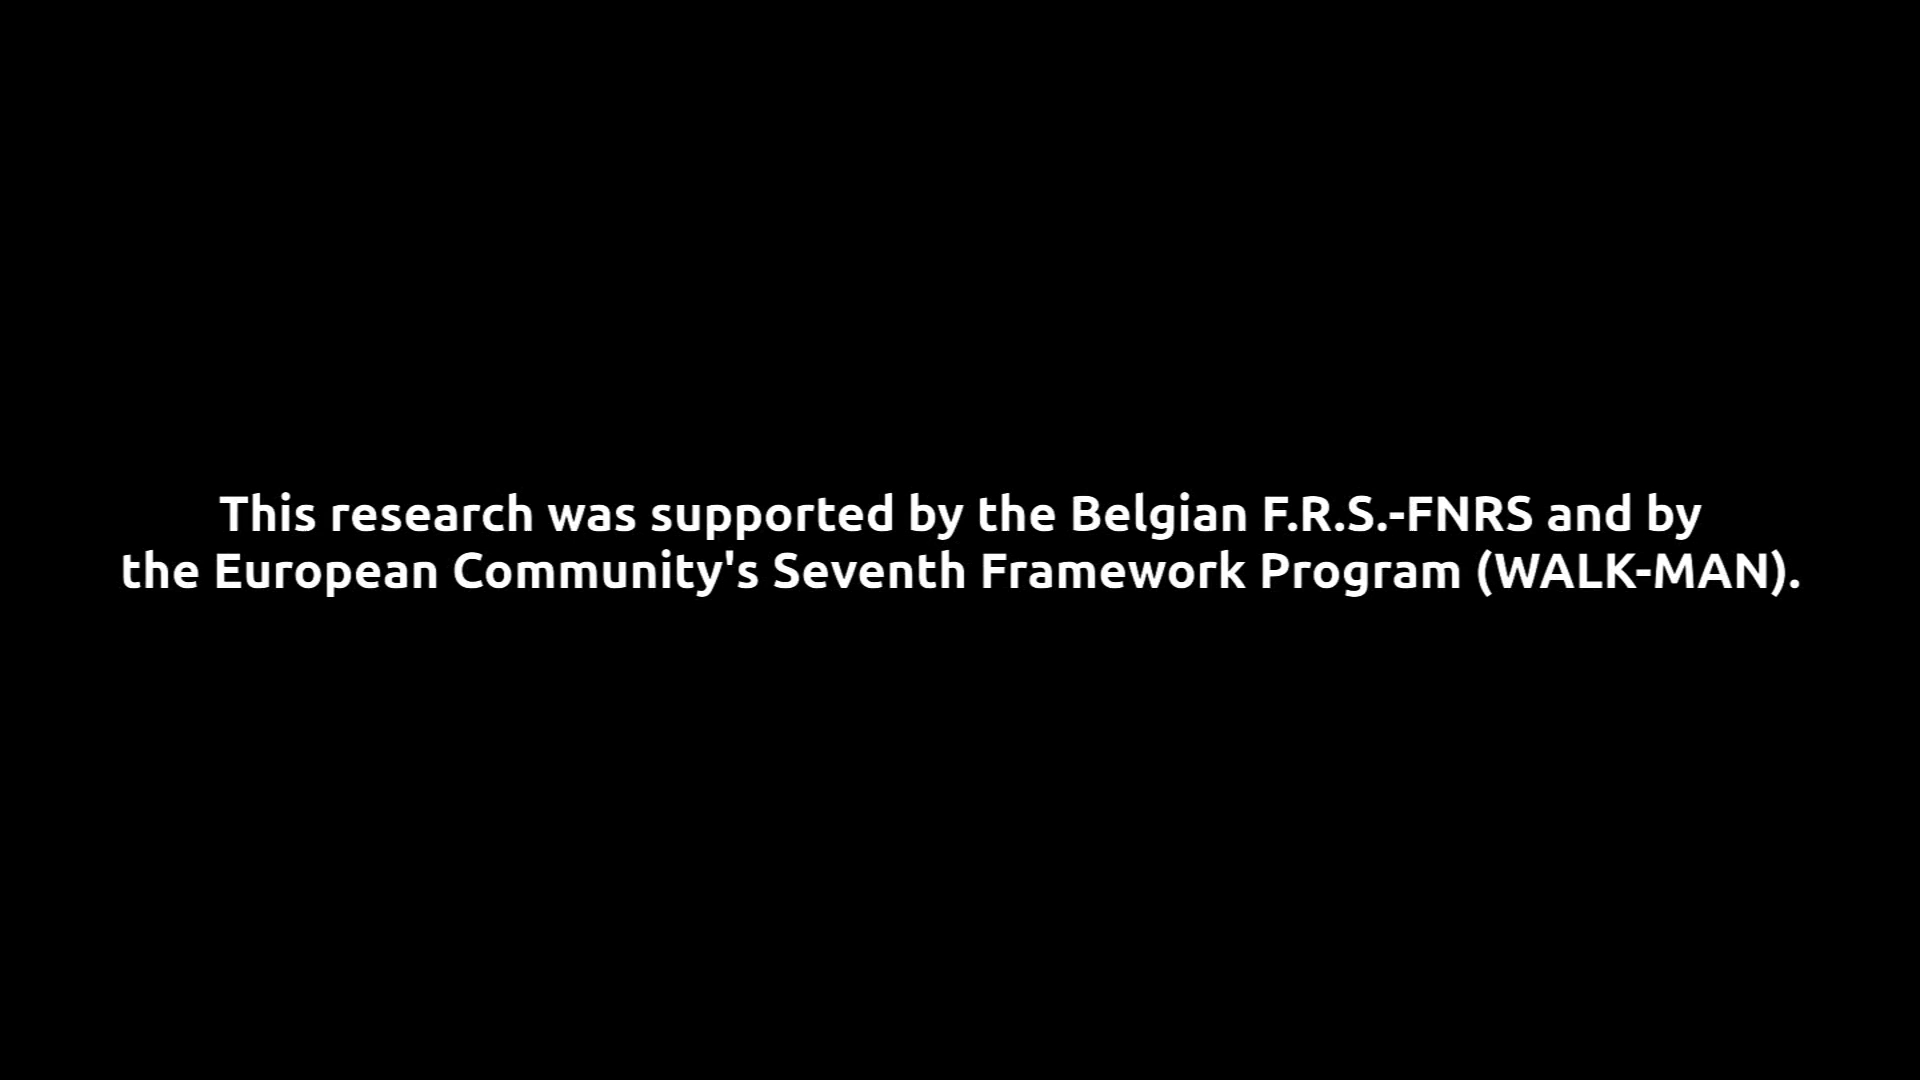 This research was supported by the Belgian F.R.S.-FNRS and by
the European Community's Seventh Framework Program (WALK-MAN).